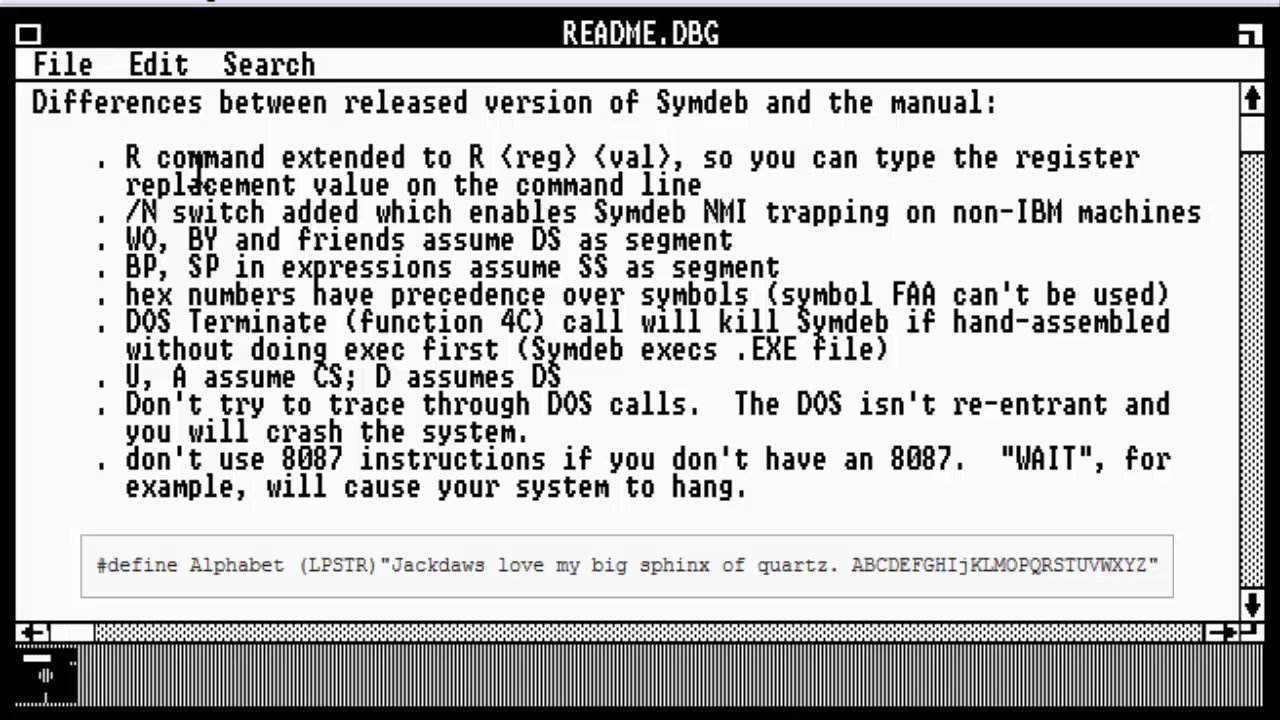 README.DBG
File Edit Search
Differences between released version of Symdeb and the manual:
. R command extended to R <reg> <val>, so you can type the register
replacement value on the command line
. /N switch added which enables Symdeb NMI trapping on non-IBM machines
. WO, BY and friends assume DS as segment
. BP, SP in expressions assume SS as segment
. hex numbers have precedence over symbols (symbol FAA can't be used)
. DOS Terminate (function 4C) call will kill Symdeb if hand-assembled
without doing exec first (Symdeb execs .EXE file)
. U, A assume CS; D assumes DS
. Don't try to trace through DOS calls. The DOS isn't re-entrant and
you will crash the system.
. don't use 8087 instructions if you don't have an 8087. "WAIT", for
example, will cause your system to hang.
#define Alphabet (LPSTR)"Jackdaws love my big sphinx of quartz. ABCDEFGHIjKLMOPQRSTUVWXYZ"